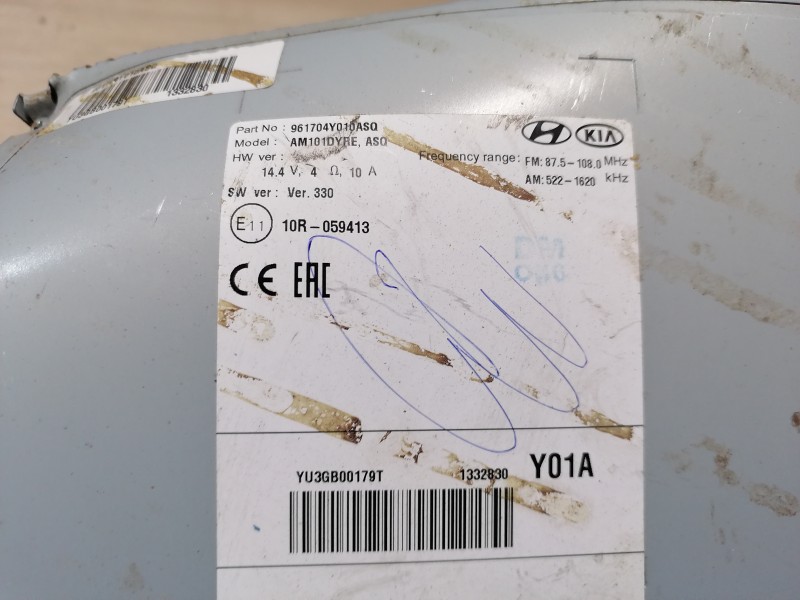 1332830
Part No : 961704Y010ASQ
Model : AM101DYRE, ASQ
HW ver :
14.4 V, 4 Ω, 10 A
SW ver : Ver. 330
KIA
Frequency range: FM: 87.5-108.0 MHz
AM: 522-1620 kHz
E11 10R-059413
CE EAC
YU3GB00179T 1332830 Y01A